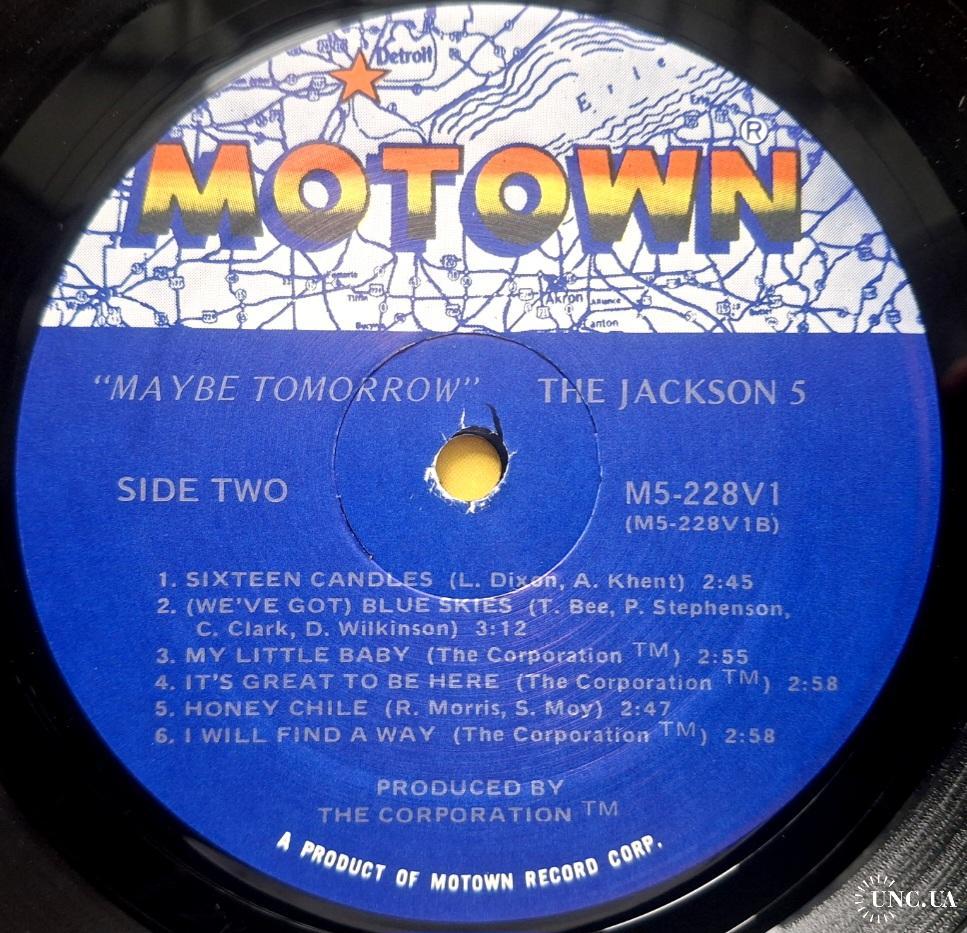 Detroit
E r i e
MOTOWN®
Akron
Alliance
Canton
"MAYBE TOMORROW" THE JACKSON 5
SIDE TWO
M5-228V1
(M5-228V1B)
1. SIXTEEN CANDLES (L. Dixon, A. Khent) 2:45
2. (WE'VE GOT) BLUE SKIES (T. Bee, P. Stephenson,
C. Clark, D. Wilkinson) 3:12
3. MY LITTLE BABY (The Corporation TM) 2:55
4. IT'S GREAT TO BE HERE (The Corporation TM) 2:58
5. HONEY CHILE (R. Morris, S. Moy) 2:47
6. I WILL FIND A WAY (The Corporation TM) 2:58
PRODUCED BY
THE CORPORATION TM
A PRODUCT OF MOTOWN RECORD CORP.
UNC.UA